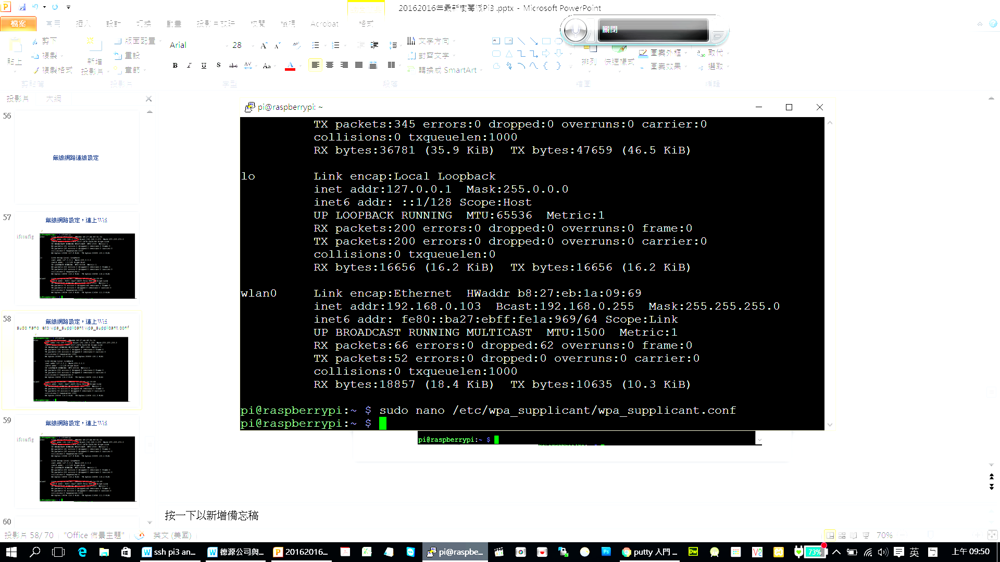 20162016年最新樹莓派Pi3 .pptx - Microsoft PowerPoint
檔案 常用 插入 設計 切換 動畫 投影片放映 校閱 檢視 Acrobat 格式
關閉
貼上
剪下
複製
複製格式
剪貼簿
新增
投影片
版面配置
重設
章節
投影片
Arial 28
B I U S abc AV Aa A
字型
文字方向
對齊文字
轉換成 SmartArt
段落
排列
快速樣式
圖案外框
圖案效果
繪圖
取代
選取
編輯
投影片 大綱
56
無線網路連線設定
57
無線網路設定，連上Wifi
ifconfig
58
無線網路設定，連上Wifi
sudo nano /etc/wpa_supplicant/wpa_supplicant.conf
59
無線網路設定，連上Wifi
ifconfig
60
pi@raspberrypi: ~
TX packets:345 errors:0 dropped:0 overruns:0 carrier:0
collisions:0 txqueuelen:1000
RX bytes:36781 (35.9 KiB)  TX bytes:47659 (46.5 KiB)
lo Link encap:Local Loopback
inet addr:127.0.0.1  Mask:255.0.0.0
inet6 addr: ::1/128 Scope:Host
UP LOOPBACK RUNNING  MTU:65536  Metric:1
RX packets:200 errors:0 dropped:0 overruns:0 frame:0
TX packets:200 errors:0 dropped:0 overruns:0 carrier:0
collisions:0 txqueuelen:0
RX bytes:16656 (16.2 KiB)  TX bytes:16656 (16.2 KiB)
wlan0 Link encap:Ethernet  HWaddr b8:27:eb:1a:09:69
inet addr:192.168.0.103  Bcast:192.168.0.255  Mask:255.255.255.0
inet6 addr: fe80::ba27:ebff:fe1a:969/64 Scope:Link
UP BROADCAST RUNNING MULTICAST  MTU:1500  Metric:1
RX packets:66 errors:0 dropped:62 overruns:0 frame:0
TX packets:52 errors:0 dropped:0 overruns:0 carrier:0
collisions:0 txqueuelen:1000
RX bytes:18857 (18.4 KiB)  TX bytes:10635 (10.3 KiB)
pi@raspberrypi:~ $ sudo nano /etc/wpa_supplicant/wpa_supplicant.conf
pi@raspberrypi:~ $
pi@raspberrypi:~ $
按一下以新增備忘稿
投影片 58/ 70 "Office 佈景主題" 英文 (美國) 70%
ssh pi3 an... 德源公司與... 20162016... pi@raspbe... putty 入門 ... 73% 英 上午 09:50